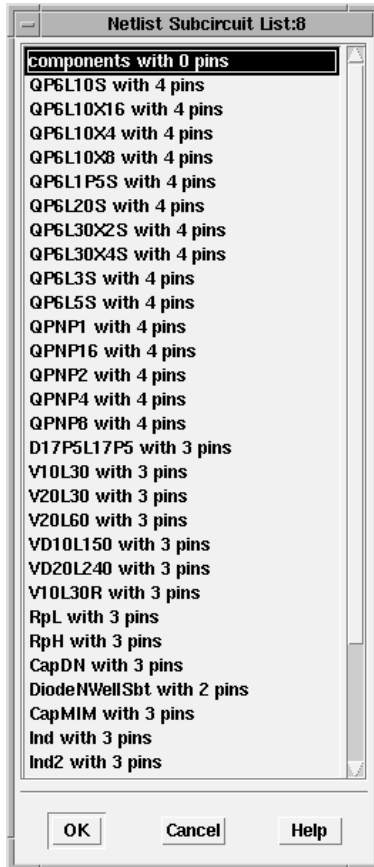 Netlist Subcircuit List:8
components with 0 pins
QP6L10S with 4 pins
QP6L10X16 with 4 pins
QP6L10X4 with 4 pins
QP6L10X8 with 4 pins
QP6L1P5S with 4 pins
QP6L20S with 4 pins
QP6L30X2S with 4 pins
QP6L30X4S with 4 pins
QP6L3S with 4 pins
QP6L5S with 4 pins
QPNP1 with 4 pins
QPNP16 with 4 pins
QPNP2 with 4 pins
QPNP4 with 4 pins
QPNP8 with 4 pins
D17P5L17P5 with 3 pins
V10L30 with 3 pins
V20L30 with 3 pins
V20L60 with 3 pins
VD10L150 with 3 pins
VD20L240 with 3 pins
V10L30R with 3 pins
RpL with 3 pins
RpH with 3 pins
CapDN with 3 pins
DiodeNWellSbt with 2 pins
CapMIM with 3 pins
Ind with 3 pins
Ind2 with 3 pins
OK Cancel Help